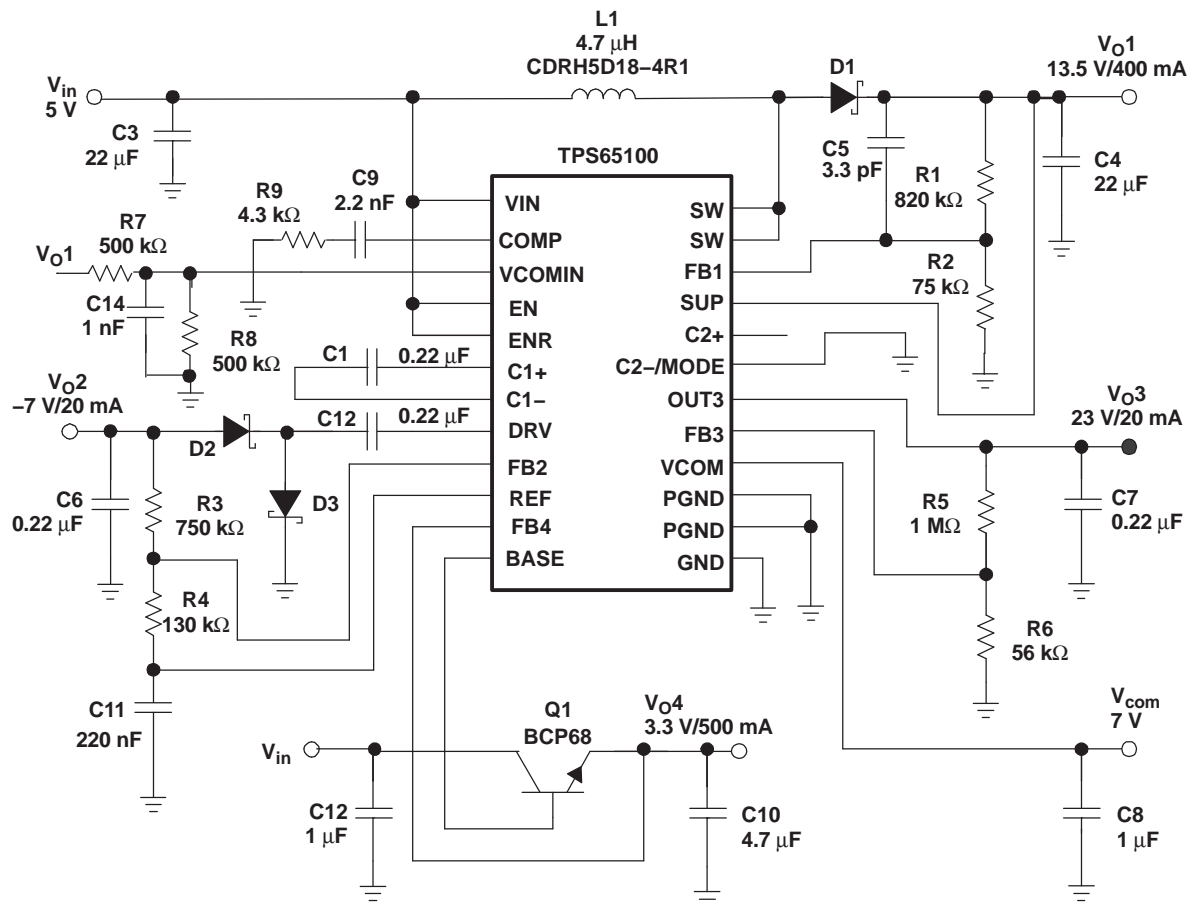 L1
4.7 μH
CDRH5D18–4R1
D1
VO1
13.5 V/400 mA
Vin
5 V
C3
22 μF
TPS65100
C5
3.3 pF
R1
820 kΩ
C4
22 μF
R9
4.3 kΩ
C9
2.2 nF
R7
500 kΩ
VO1
C14
1 nF
R8
500 kΩ
VIN
COMP
VCOMIN
EN
ENR
C1+
C1–
DRV
FB2
REF
FB4
BASE
SW
SW
FB1
SUP
C2+
C2–/MODE
OUT3
FB3
VCOM
PGND
PGND
GND
R2
75 kΩ
C1
0.22 μF
VO2
–7 V/20 mA
C12
0.22 μF
D2
D3
C6
0.22 μF
R3
750 kΩ
R4
130 kΩ
C11
220 nF
VO3
23 V/20 mA
R5
1 MΩ
C7
0.22 μF
R6
56 kΩ
Vin
Q1
BCP68
VO4
3.3 V/500 mA
C12
1 μF
C10
4.7 μF
Vcom
7 V
C8
1 μF